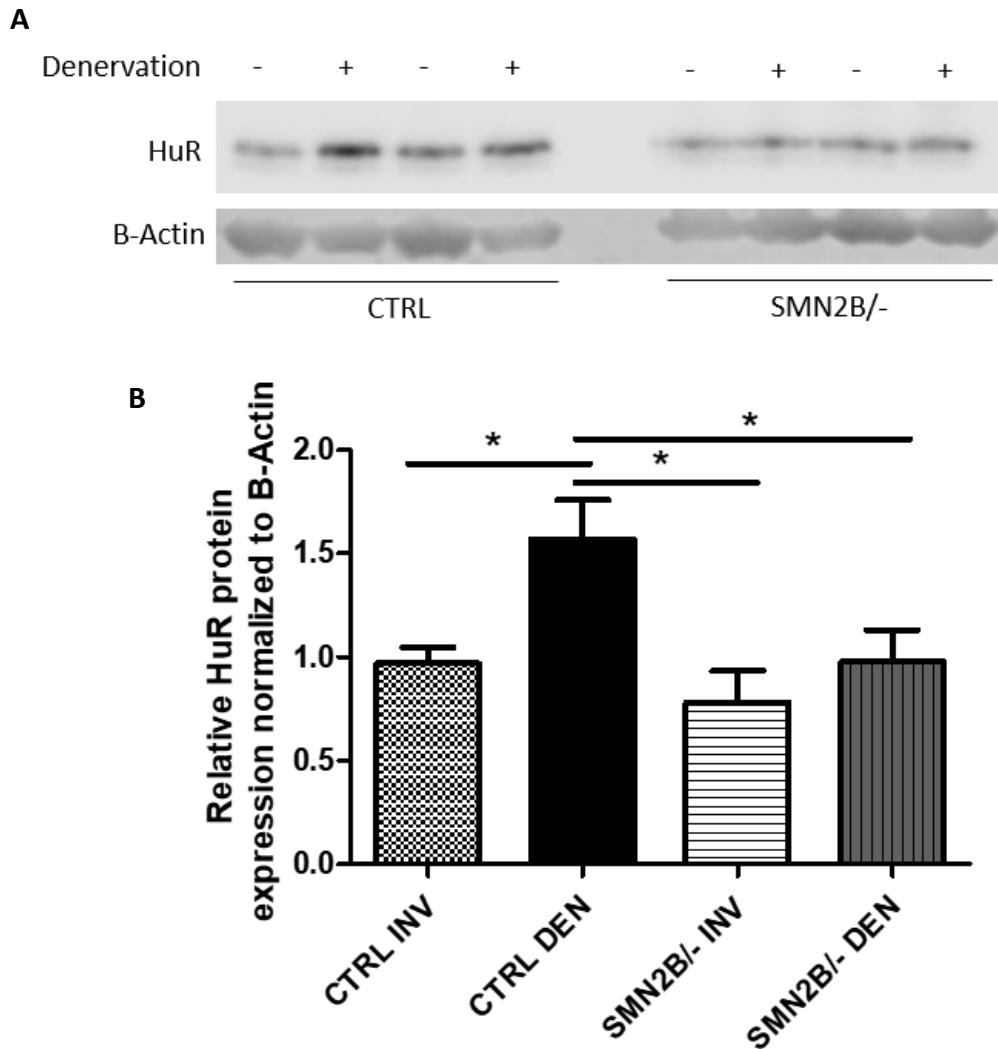 A
Denervation - + - + - + - +
HuR
B-Actin
CTRL SMN2B/-
B
Relative HuR protein
expression normalized to B-Actin
2.0
1.5
1.0
0.5
0.0
*
*
*
CTRL INV
CTRL DEN
SMN2B/- INV
SMN2B/- DEN